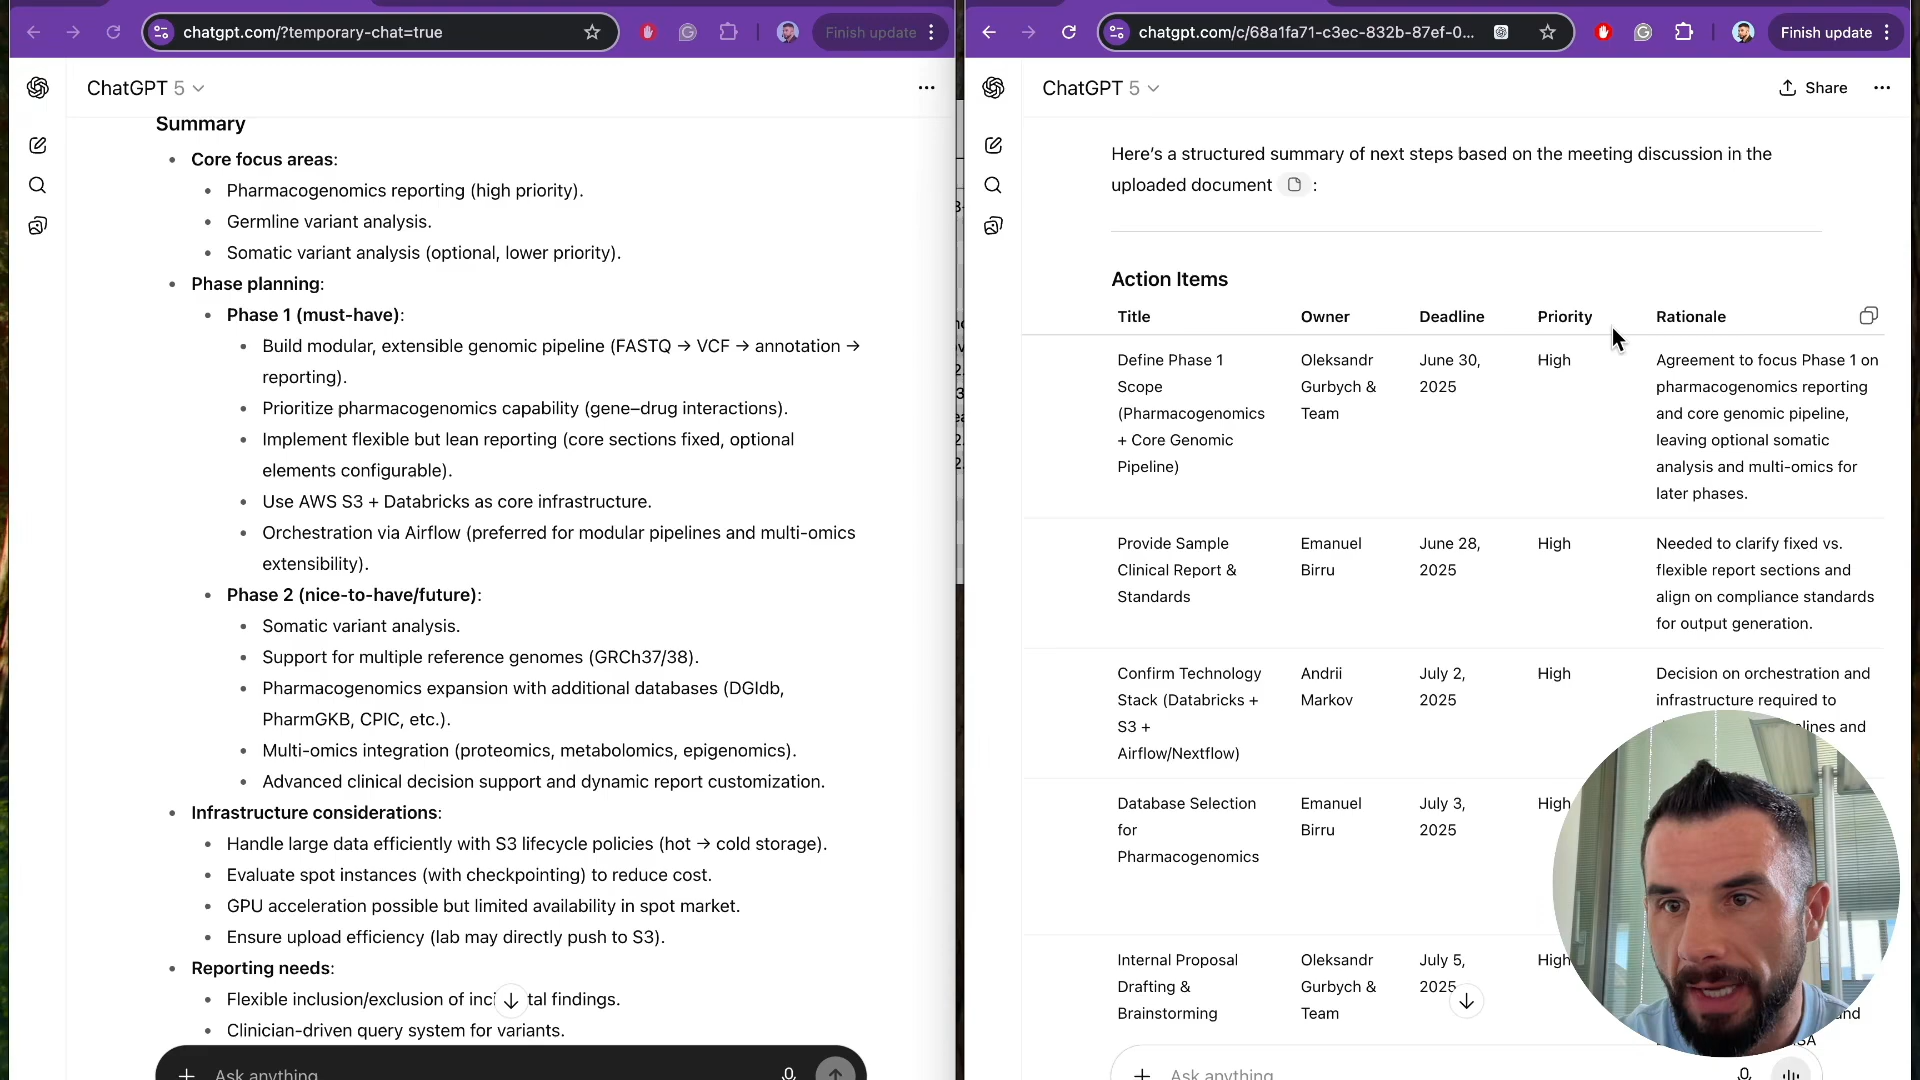 chatgpt.com/?temporary-chat=true
Finish update
ChatGPT 5
Summary
Core focus areas:
Pharmacogenomics reporting (high priority).
Germline variant analysis.
Somatic variant analysis (optional, lower priority).
Phase planning:
Phase 1 (must-have):
Build modular, extensible genomic pipeline (FASTQ → VCF → annotation →
reporting).
Prioritize pharmacogenomics capability (gene–drug interactions).
Implement flexible but lean reporting (core sections fixed, optional
elements configurable).
Use AWS S3 + Databricks as core infrastructure.
Orchestration via Airflow (preferred for modular pipelines and multi-omics
extensibility).
Phase 2 (nice-to-have/future):
Somatic variant analysis.
Support for multiple reference genomes (GRCh37/38).
Pharmacogenomics expansion with additional databases (DGIdb,
PharmGKB, CPIC, etc.).
Multi-omics integration (proteomics, metabolomics, epigenomics).
Advanced clinical decision support and dynamic report customization.
Infrastructure considerations:
Handle large data efficiently with S3 lifecycle policies (hot → cold storage).
Evaluate spot instances (with checkpointing) to reduce cost.
GPU acceleration possible but limited availability in spot market.
Ensure upload efficiency (lab may directly push to S3).
Reporting needs:
Flexible inclusion/exclusion of findings.
Clinician-driven query system for variants.
Ask anything
chatgpt.com/c/68a1fa71-c3ec-832b-87ef-0...
Finish update
ChatGPT 5
Share
Here's a structured summary of next steps based on the meeting discussion in the
uploaded document :
Action Items
Title Owner Deadline Priority Rationale
Define Phase 1 Oleksandr June 30, High Agreement to focus Phase 1 on
Scope Gurbych & 2025 pharmacogenomics reporting
(Pharmacogenomics Team and core genomic pipeline,
+ Core Genomic leaving optional somatic
Pipeline) analysis and multi-omics for
later phases.
Provide Sample Emanuel June 28, High Needed to clarify fixed vs.
Clinical Report & Birru 2025 flexible report sections and
Standards align on compliance standards
for output generation.
Confirm Technology Andrii July 2, High Decision on orchestration and
Stack (Databricks + Markov 2025 infrastructure required to
S3 + and
Airflow/Nextflow)
Database Selection Emanuel July 3, High
for Birru 2025
Pharmacogenomics
Internal Proposal Oleksandr July 5, High
Drafting & Gurbych & 2025
Brainstorming Team
Ask anything